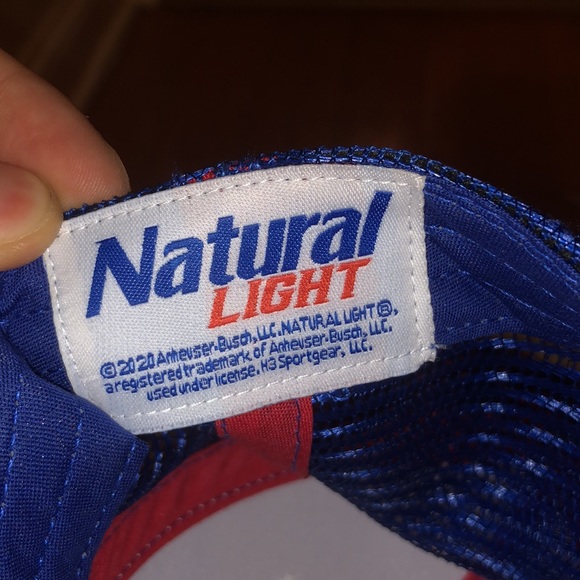 Natural
LIGHT
©2020 Anheuser-Busch, LLC. NATURAL LIGHT®,
a registered trademark of Anheuser-Busch, LLC.
used under license. H3 Sportgear, LLC.